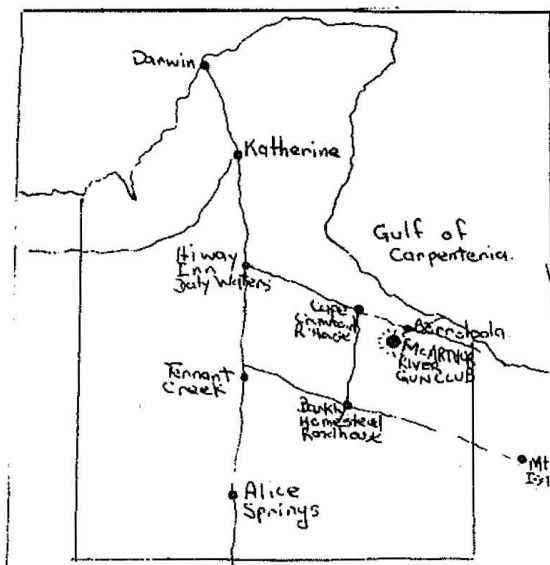 Darwin
Katherine
Gulf of
Carpenteria.
Hiway
Inn
Daly Waters
Cape
R'House
Borroloola
McARTHUR
RIVER
GUN CLUB
Tennant
Creek
Barkly
Homestead
Roadhouse
Mt
Alice
Springs